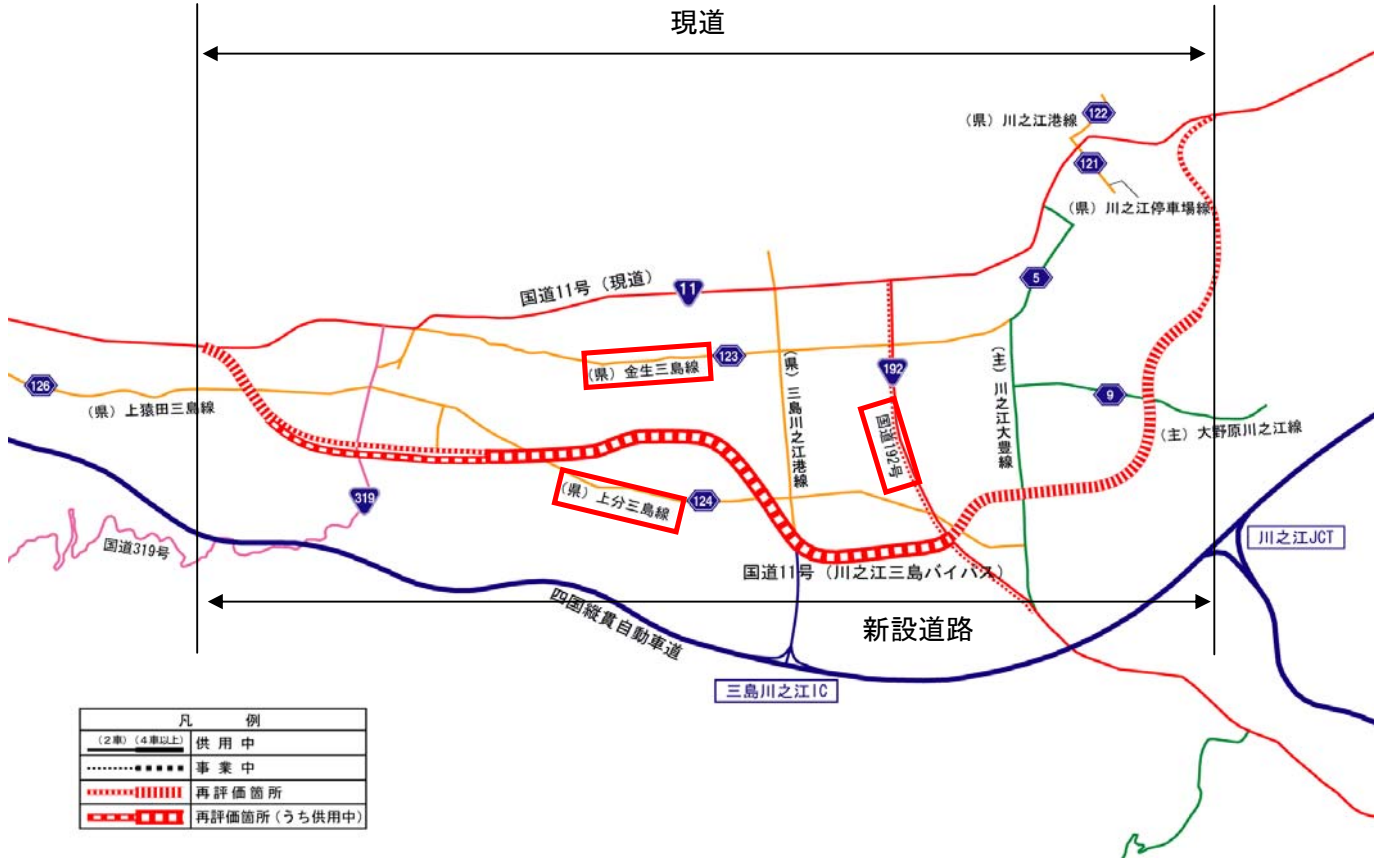 現道
(県) 川之江港線
122
121
(県) 川之江停車場線
国道11号 (現道)
11
5
(県) 金生三島線
123
(県) 三島川之江港線
192
国道192号
(主) 川之江大豊線
9
(主) 大野原川之江線
126
(県) 上猿田三島線
319
国道319号
(県) 上分三島線
124
川之江JCT
国道11号 (川之江三島バイパス)
四国縦貫自動車道
新設道路
三島川之江IC
凡 例
(2車) (4車以上) 供用中
事業中
再評価箇所
再評価箇所(うち供用中)